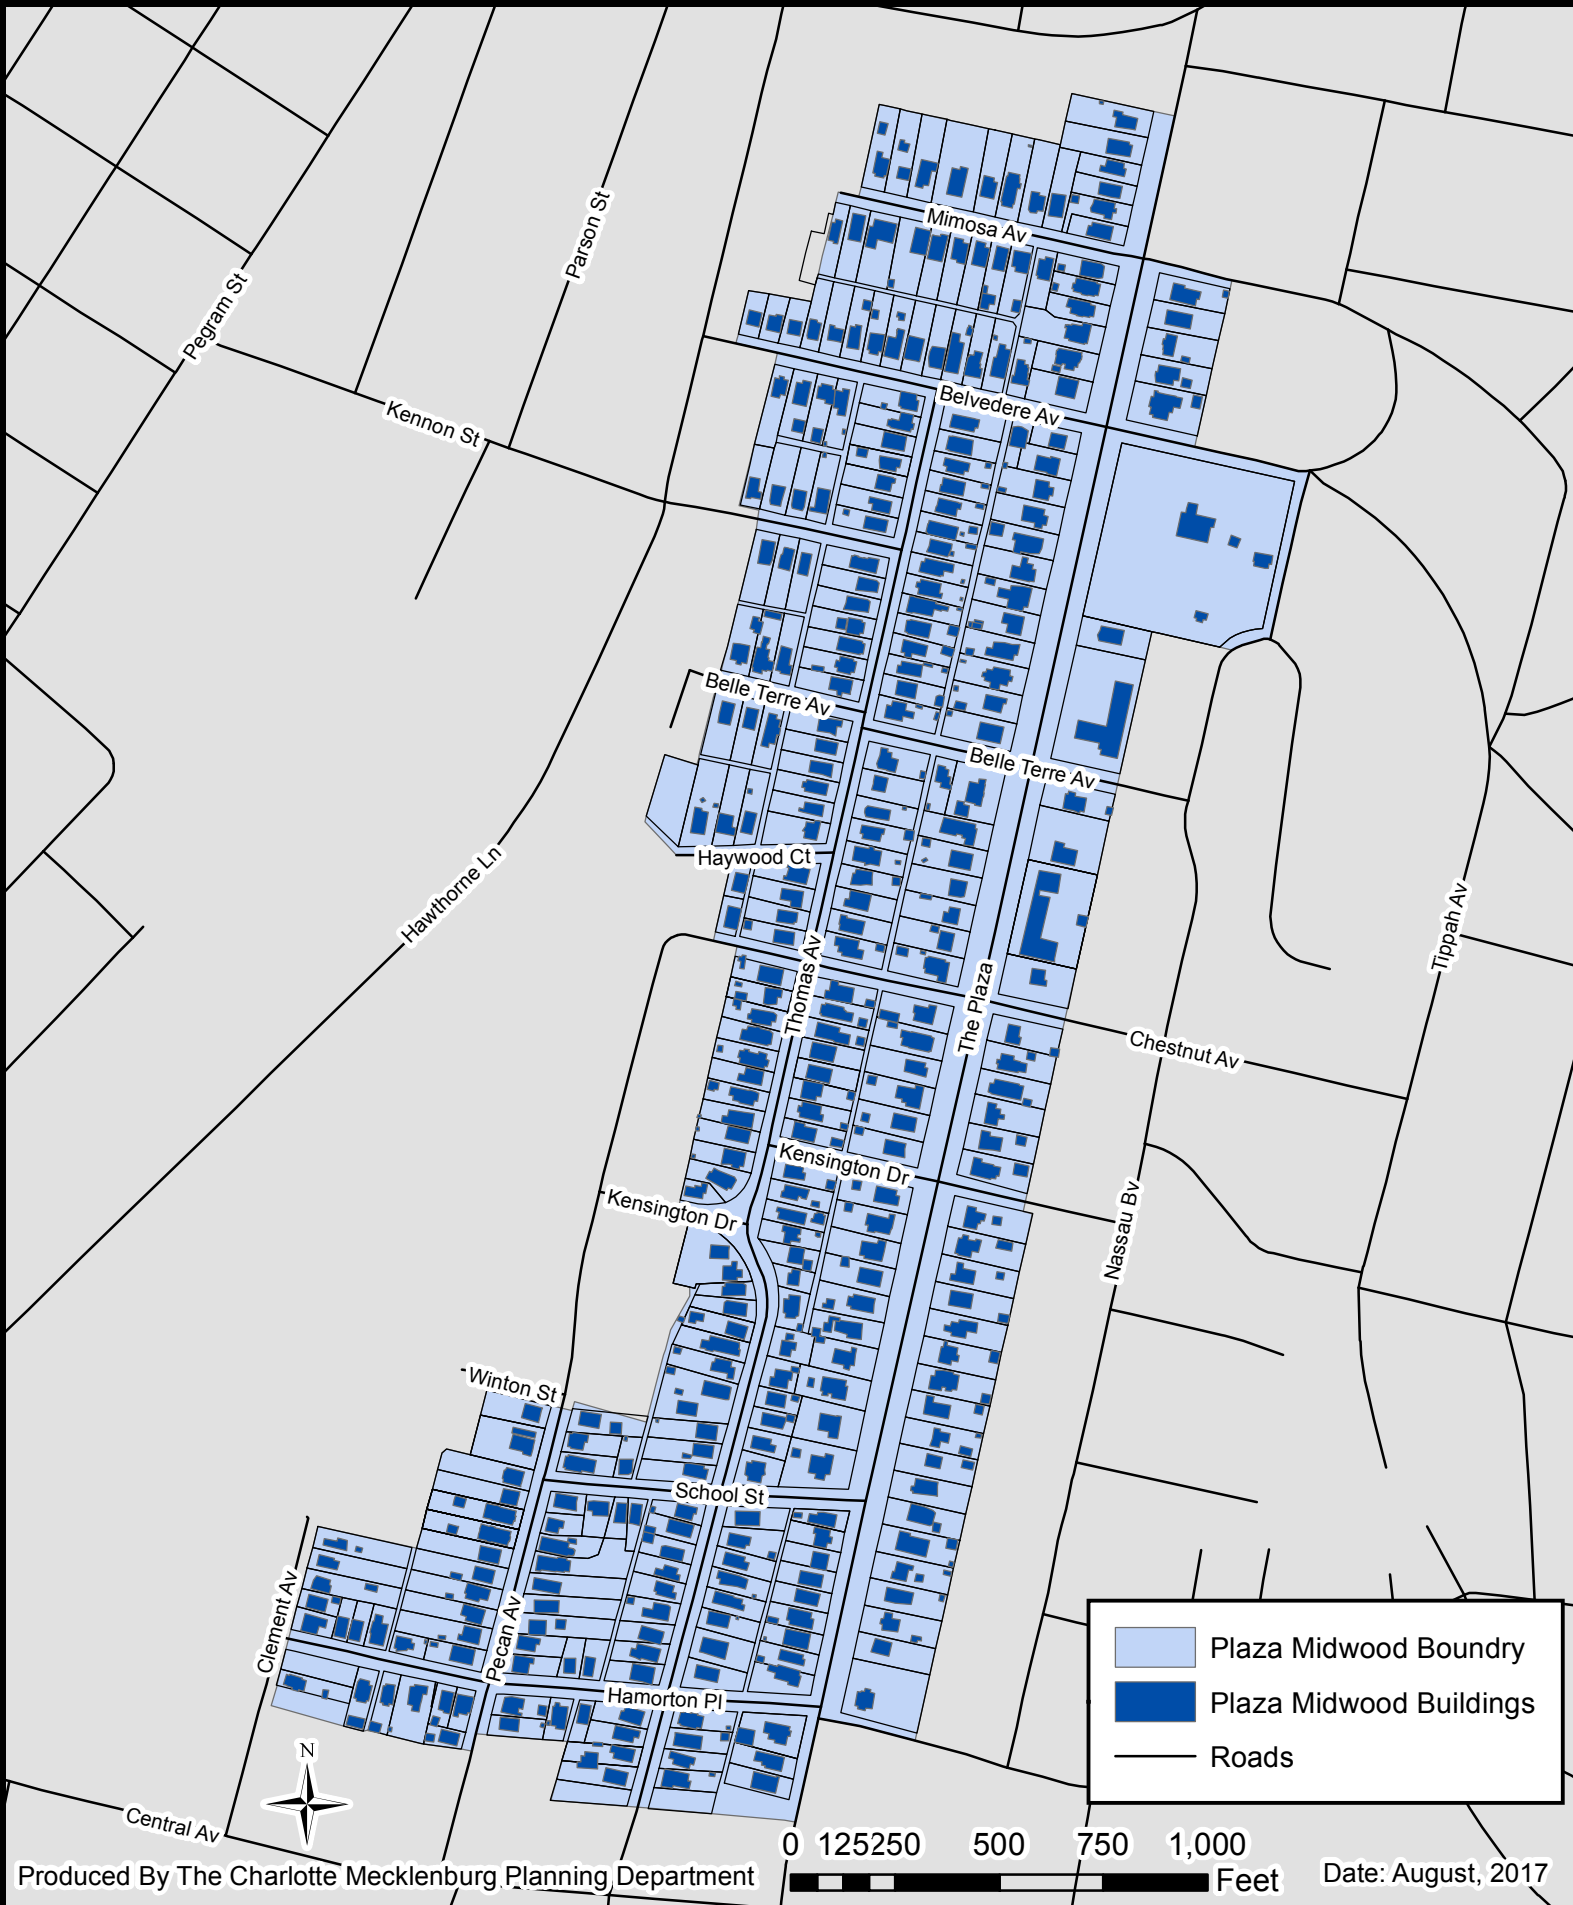 Mimosa Av
Parson St
Pegram St
Belvedere Av
Kennon St
Belle Terre Av
Belle Terre Av
Haywood Ct
Hawthorne Ln
Tippah Av
Thomas Av
The Plaza
Chestnut Av
Kensington Dr
Kensington Dr
Nassau Bv
Winton St
School St
Clement Av
Pecan Av
Hamorton Pl
Plaza Midwood Boundry
Plaza Midwood Buildings
Roads
N
Central Av
0 125 250 500 750 1,000
Feet
Produced By The Charlotte Mecklenburg Planning Department
Date: August, 2017